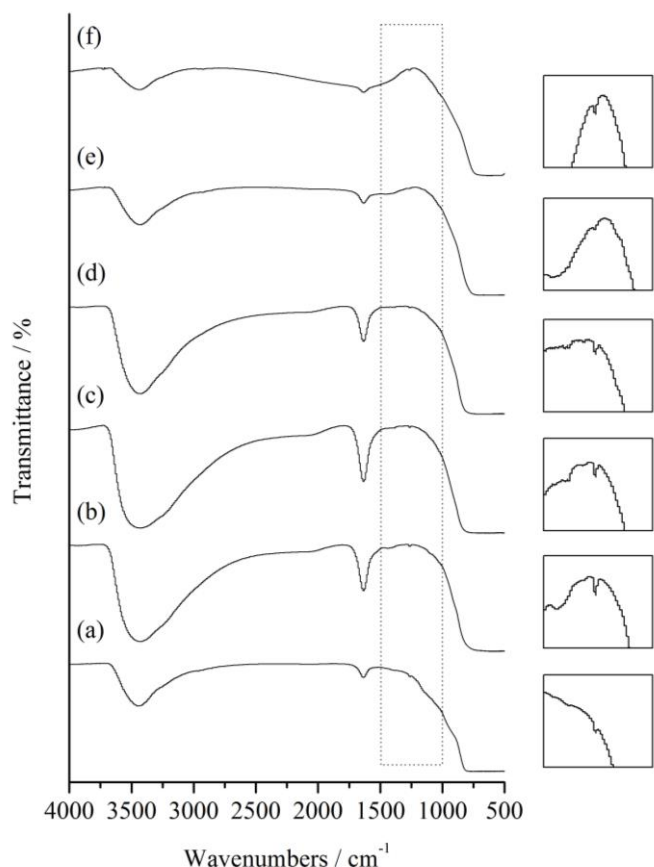 (f)
(e)
(d)
(c)
(b)
(a)
Transmittance / %
4000 3500 3000 2500 2000 1500 1000 500
Wavenumbers / cm⁻¹